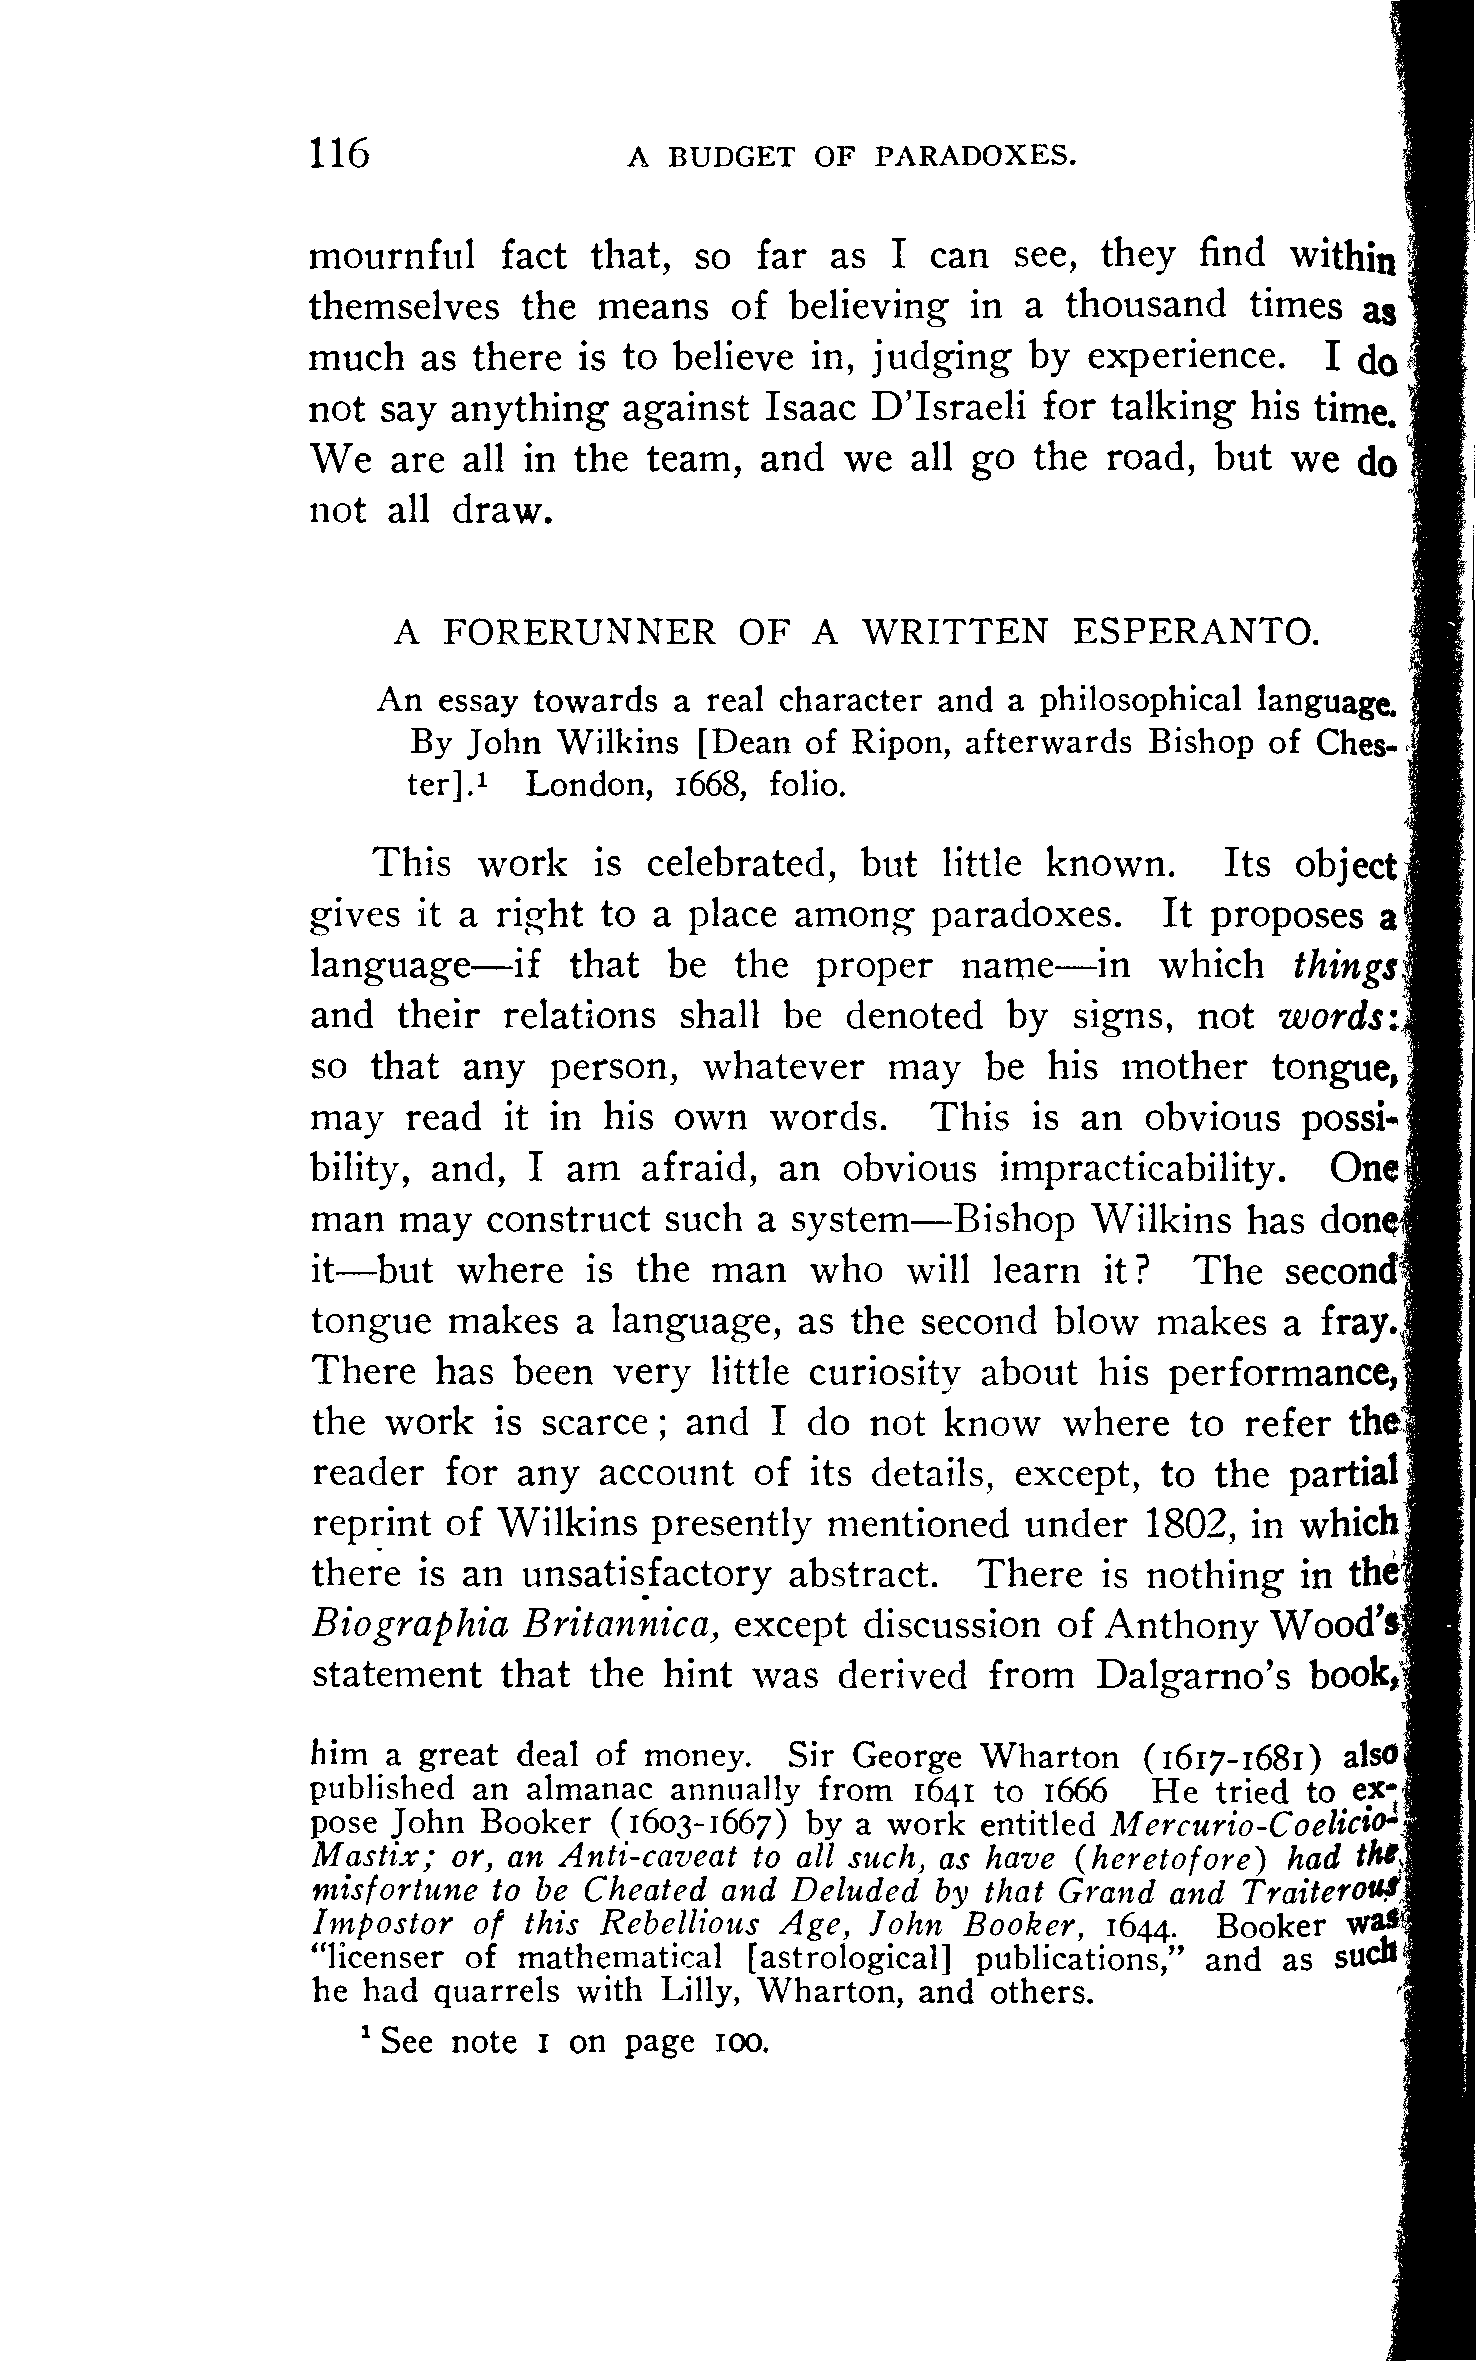 116 A BUDGET OF PARADOXES.
mournful fact that, so far as I can see, they find within
themselves the means of believing in a thousand times as
much as there is to believe in, judging by experience. I do
not say anything against Isaac D'Israeli for talking his time.
We are all in the team, and we all go the road, but we do
not all draw.
A FORERUNNER OF A WRITTEN ESPERANTO.
An essay towards a real character and a philosophical language.
By John Wilkins [Dean of Ripon, afterwards Bishop of Ches-
ter].¹ London, 1668, folio.
This work is celebrated, but little known. Its object
gives it a right to a place among paradoxes. It proposes a
language—if that be the proper name—in which things
and their relations shall be denoted by signs, not words:
so that any person, whatever may be his mother tongue,
may read it in his own words. This is an obvious possi-
bility, and, I am afraid, an obvious impracticability. One
man may construct such a system—Bishop Wilkins has done
it—but where is the man who will learn it? The second
tongue makes a language, as the second blow makes a fray.
There has been very little curiosity about his performance,
the work is scarce; and I do not know where to refer the
reader for any account of its details, except, to the partial
reprint of Wilkins presently mentioned under 1802, in which
there is an unsatisfactory abstract. There is nothing in the
Biographia Britannica, except discussion of Anthony Wood's
statement that the hint was derived from Dalgarno's book,
him a great deal of money. Sir George Wharton (1617-1681) also
published an almanac annually from 1641 to 1666 He tried to ex-
pose John Booker (1603-1667) by a work entitled Mercurio-Coelicio-
Mastix; or, an Anti-caveat to all such, as have (heretofore) had the
misfortune to be Cheated and Deluded by that Grand and Traiterous
Impostor of this Rebellious Age, John Booker, 1644. Booker was
"licenser of mathematical [astrological] publications," and as such
he had quarrels with Lilly, Wharton, and others.
¹ See note 1 on page 100.